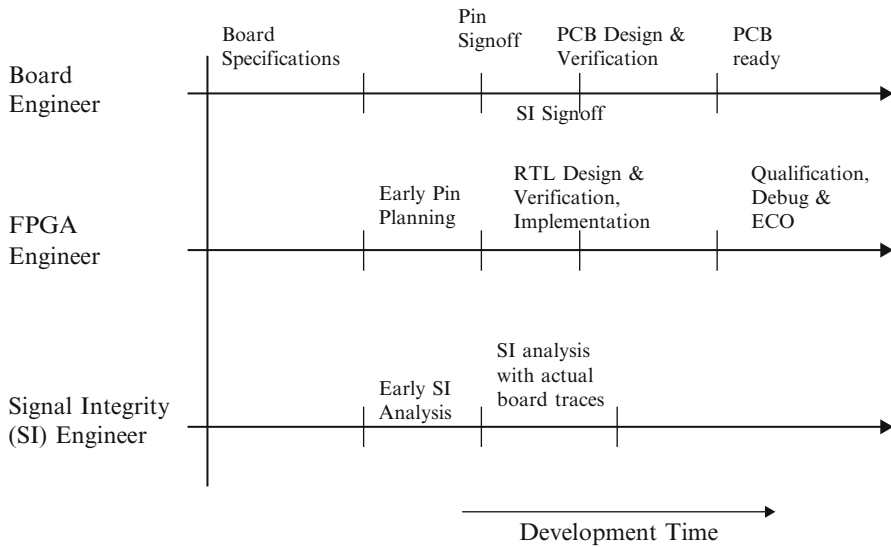 Board
Specifications
Pin
Signoff
PCB Design &
Verification
PCB
ready
Board
Engineer
SI Signoff
Early Pin
Planning
RTL Design &
Verification,
Implementation
Qualification,
Debug &
ECO
FPGA
Engineer
Early SI
Analysis
SI analysis
with actual
board traces
Signal Integrity
(SI) Engineer
Development Time